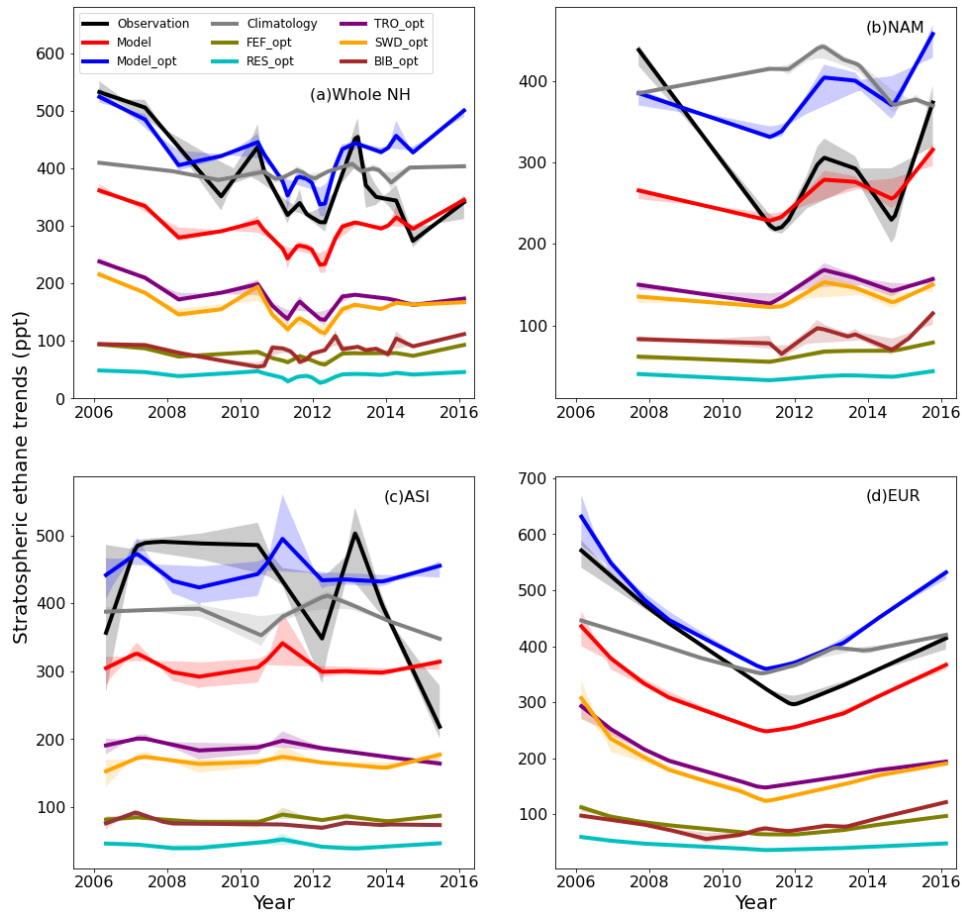 Observation
Model
Model_opt
Climatology
FEF_opt
RES_opt
TRO_opt
SWD_opt
BIB_opt
(a)Whole NH
600
500
400
300
200
100
0
2006 2008 2010 2012 2014 2016
(b)NAM
400
300
200
100
2006 2008 2010 2012 2014 2016
Stratospheric ethane trends (ppt)
(c)ASI
500
400
300
200
100
2006 2008 2010 2012 2014 2016
Year
(d)EUR
700
600
500
400
300
200
100
0
2006 2008 2010 2012 2014 2016
Year